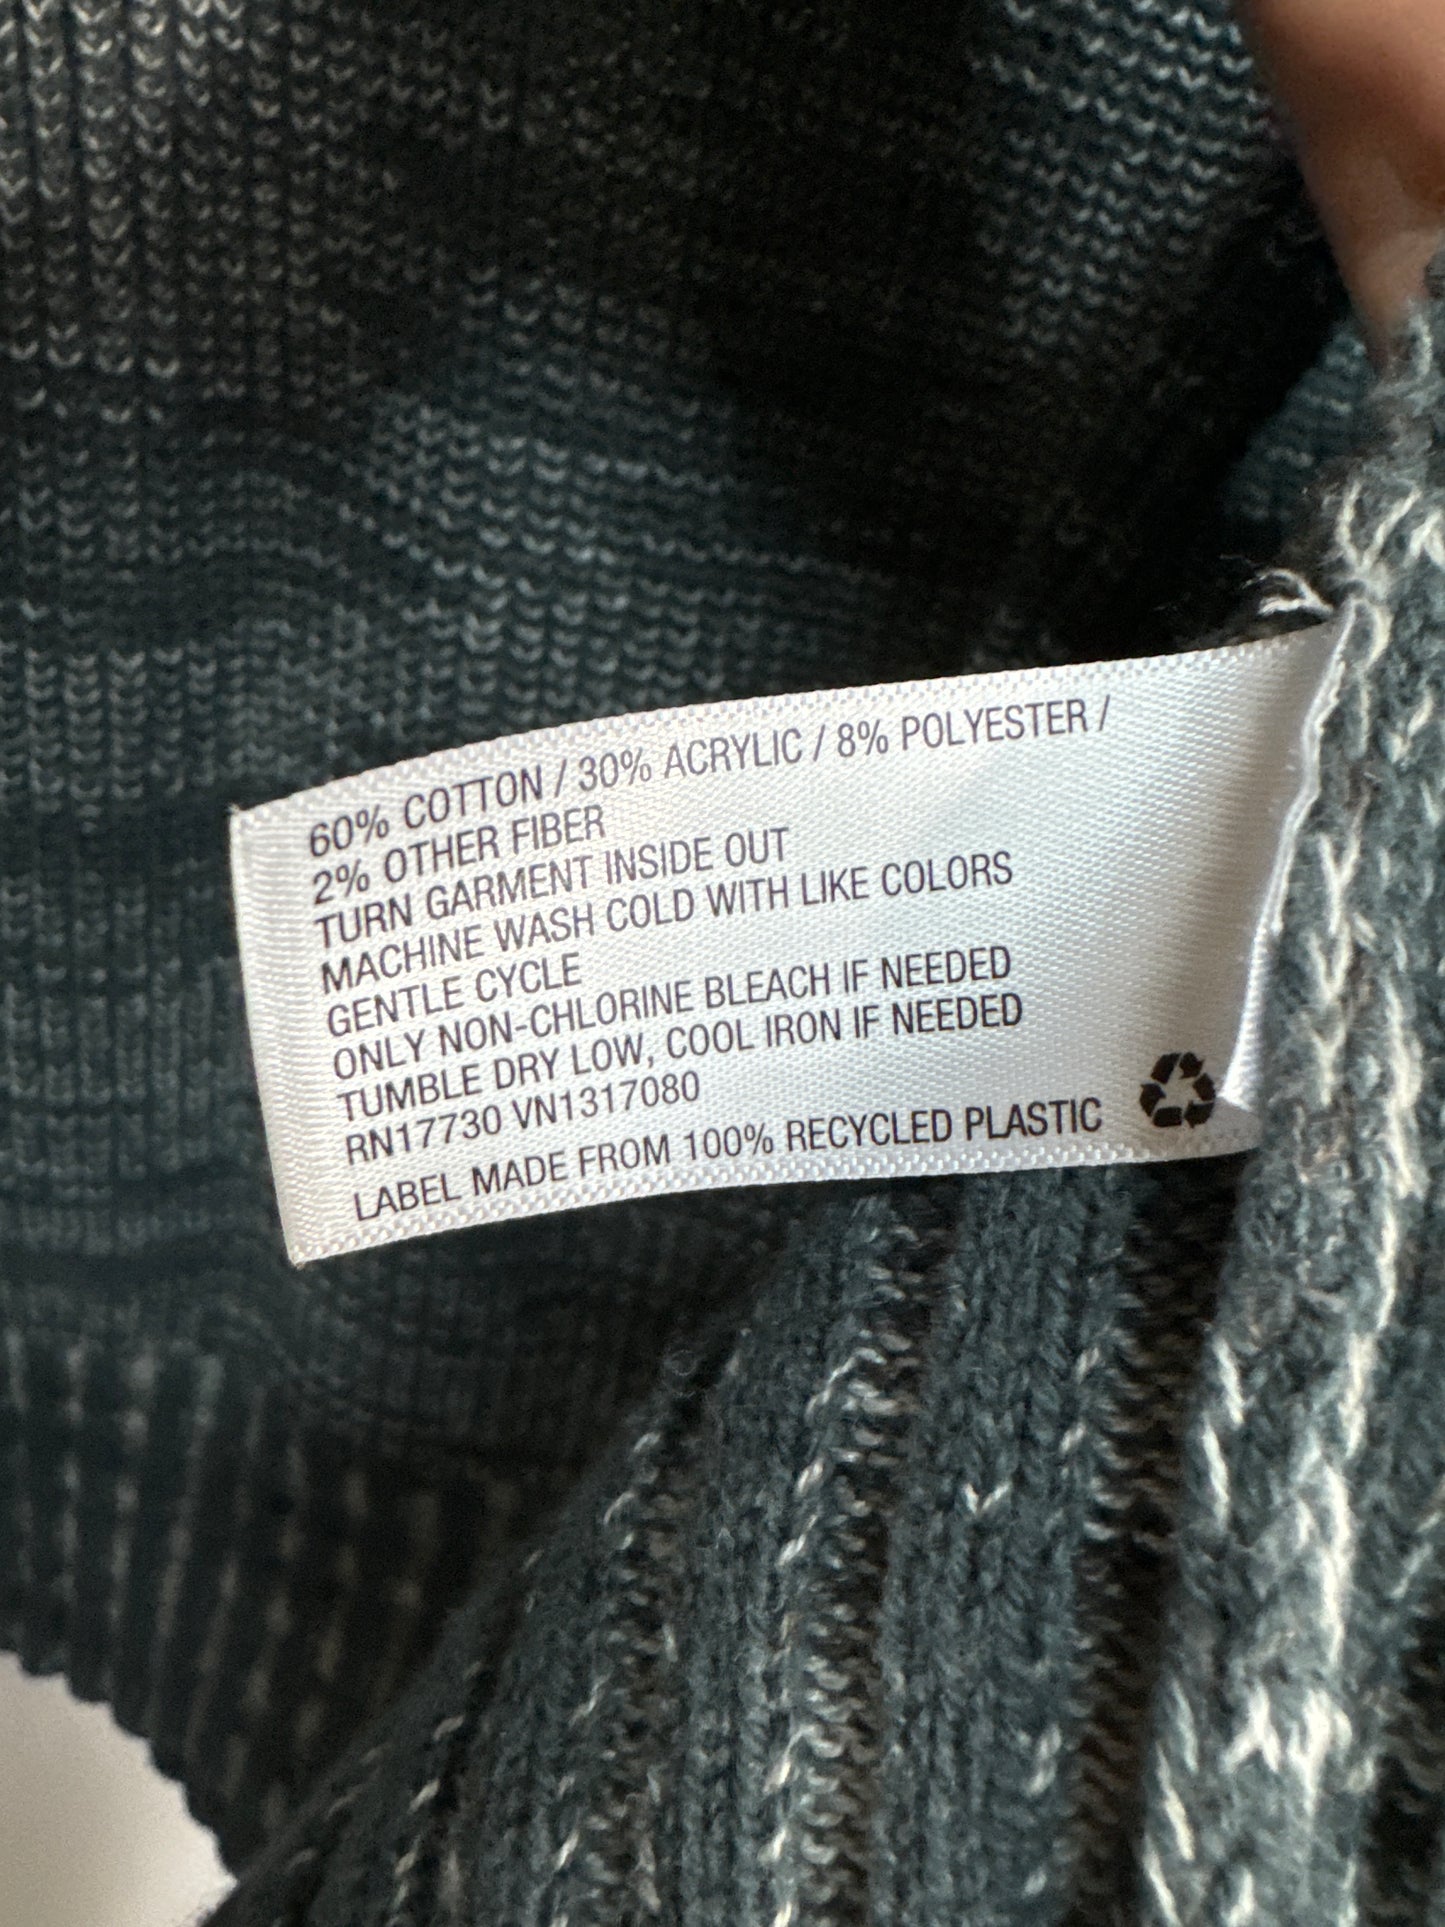 60% COTTON / 30% ACRYLIC / 8% POLYESTER /
2% OTHER FIBER
TURN GARMENT INSIDE OUT
MACHINE WASH COLD WITH LIKE COLORS
GENTLE CYCLE
ONLY NON-CHLORINE BLEACH IF NEEDED
TUMBLE DRY LOW, COOL IRON IF NEEDED
RN17730 VN1317080
LABEL MADE FROM 100% RECYCLED PLASTIC